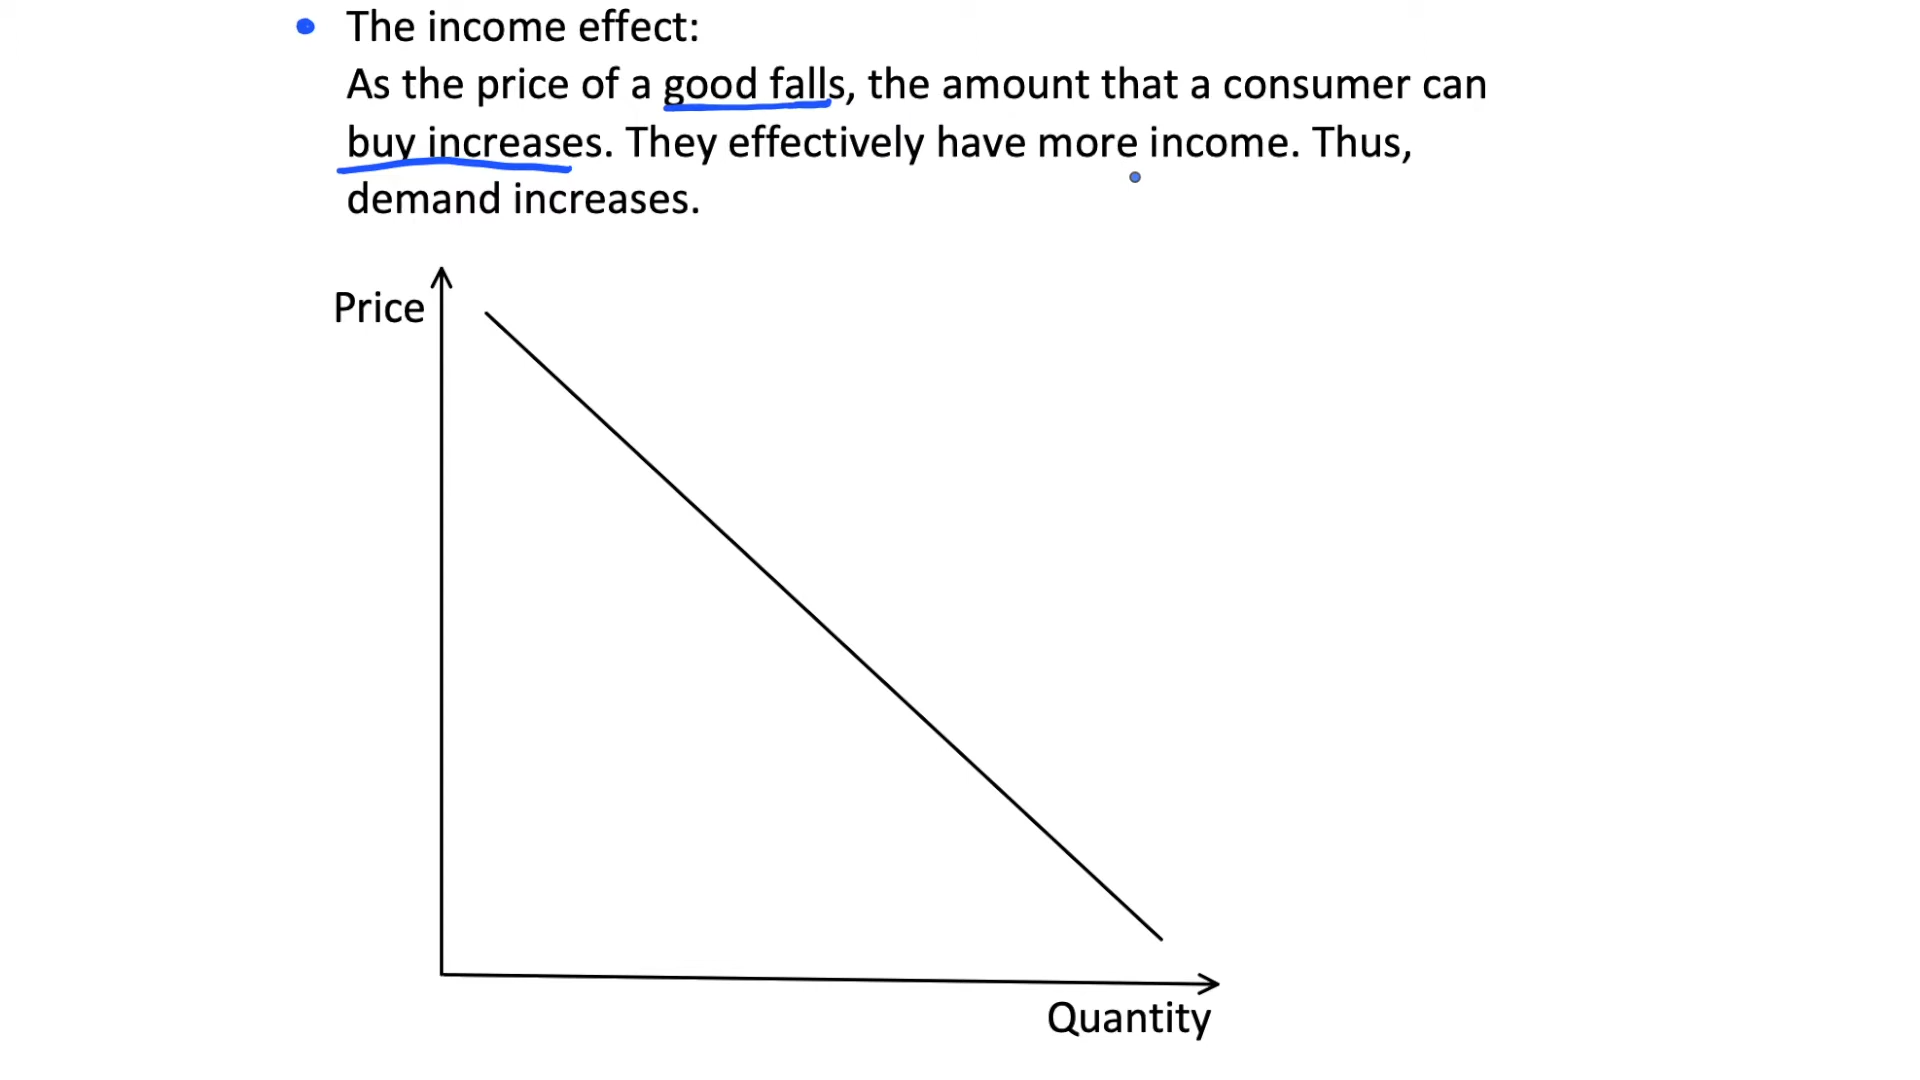 The income effect:
As the price of a good falls, the amount that a consumer can
buy increases. They effectively have more income. Thus,
demand increases.
Price
Quantity